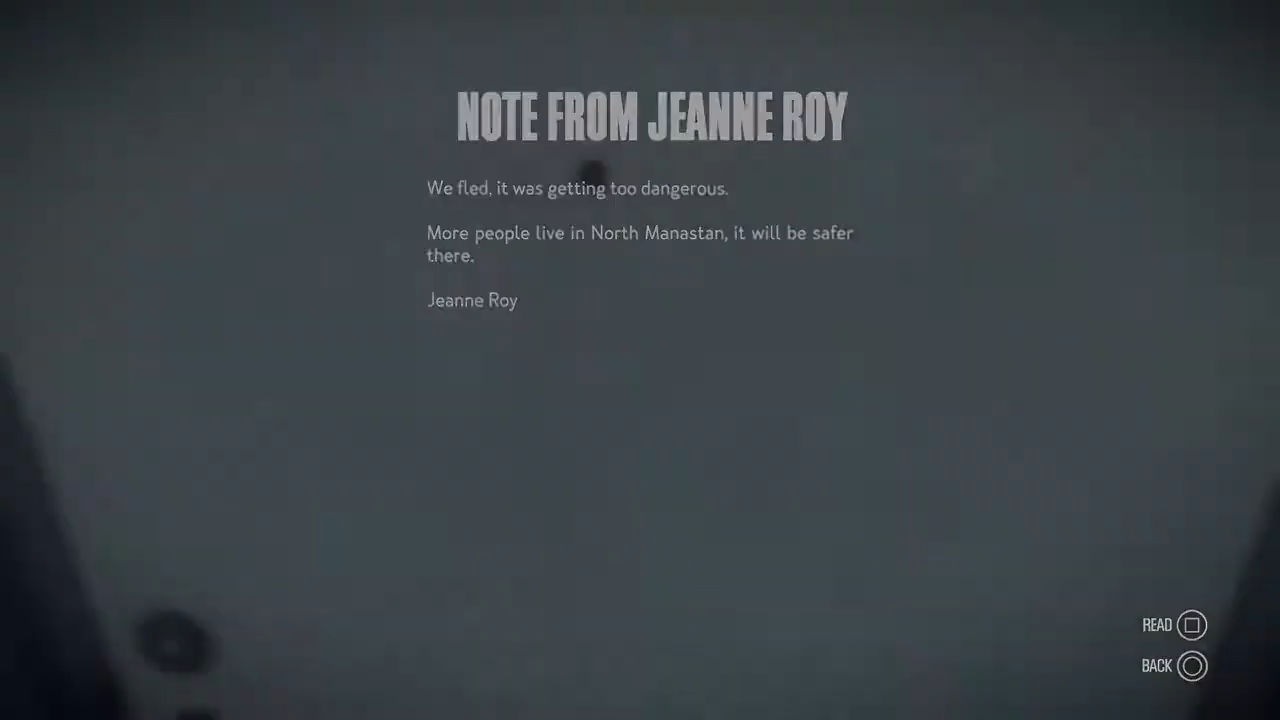 NOTE FROM JEANNE ROY
We fled, it was getting too dangerous.
More people live in North Manastan, it will be safer
there.
Jeanne Roy
READ
BACK